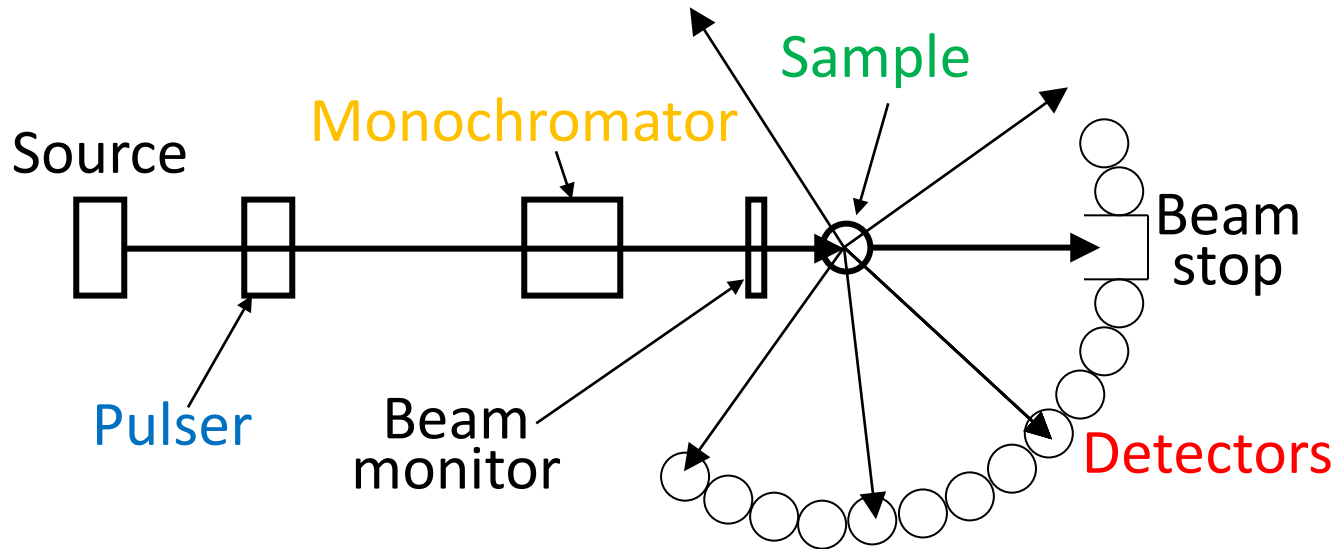 Sample
Monochromator
Source
Beam
stop
Pulser
Beam
monitor
Detectors